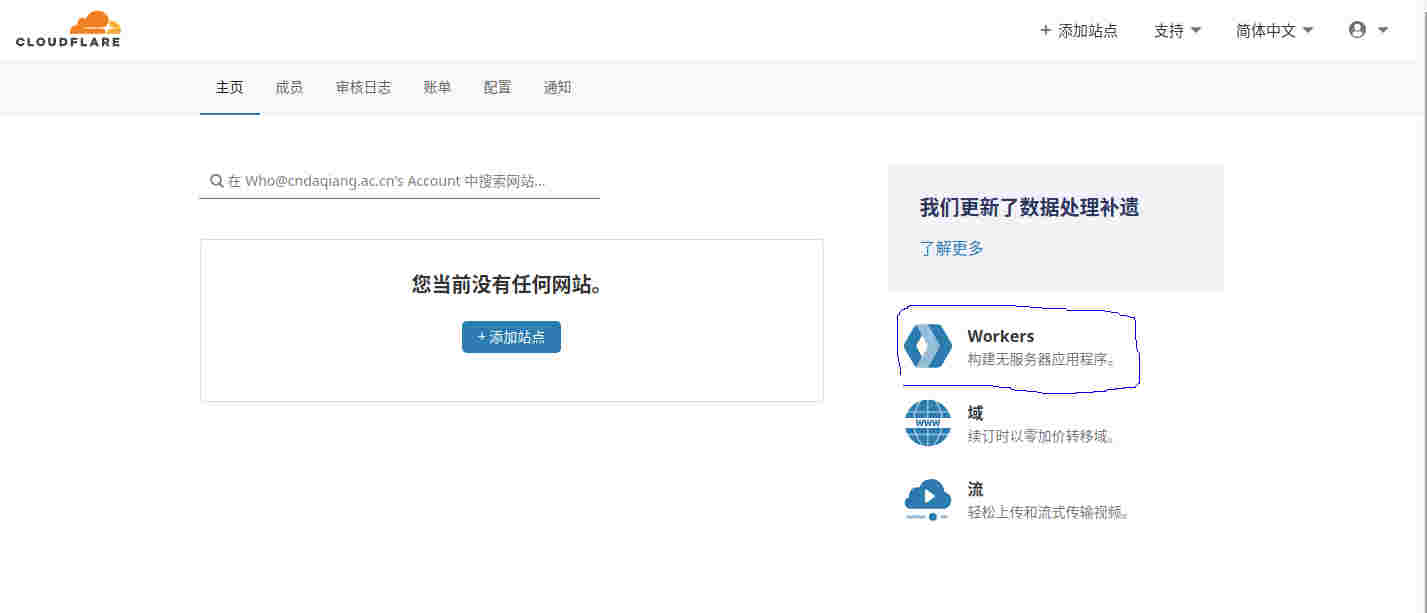 CLOUDFLARE
+ 添加站点 支持 简体中文
主页 成员 审核日志 账单 配置 通知
在 Who@cndaqiang.ac.cn's Account 中搜索网站...
您当前没有任何网站。
+ 添加站点
我们更新了数据处理补遗
了解更多
Workers
构建无服务器应用程序。
www
域
续订时以零加价转移域。
流
轻松上传和流式传输视频。